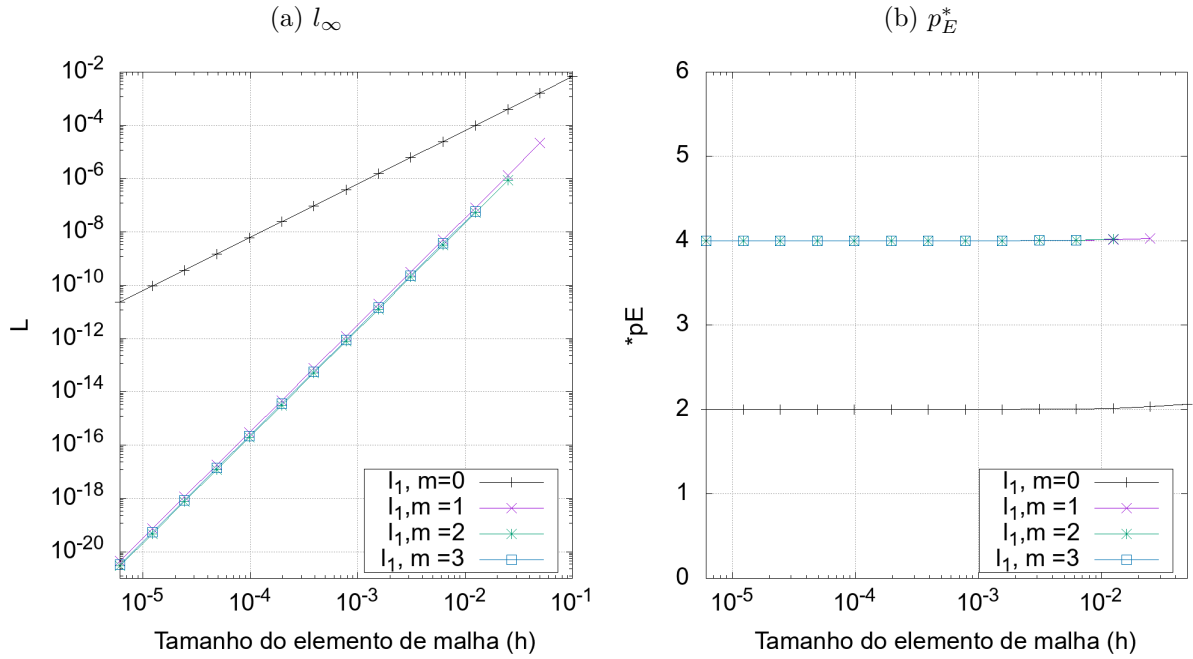 (a) l∞
(b) p*E
10-2
10-4
10-6
10-8
10-10
10-12
10-14
10-16
10-18
10-20
L
10-5
10-4
10-3
10-2
10-1
Tamanho do elemento de malha (h)
I1, m=0
I1,m =1
I1,m =2
I1, m =3
6
5
4
3
2
1
0
*pE
10-5
10-4
10-3
10-2
Tamanho do elemento de malha (h)
I1, m=0
I1,m =1
I1,m =2
I1, m =3